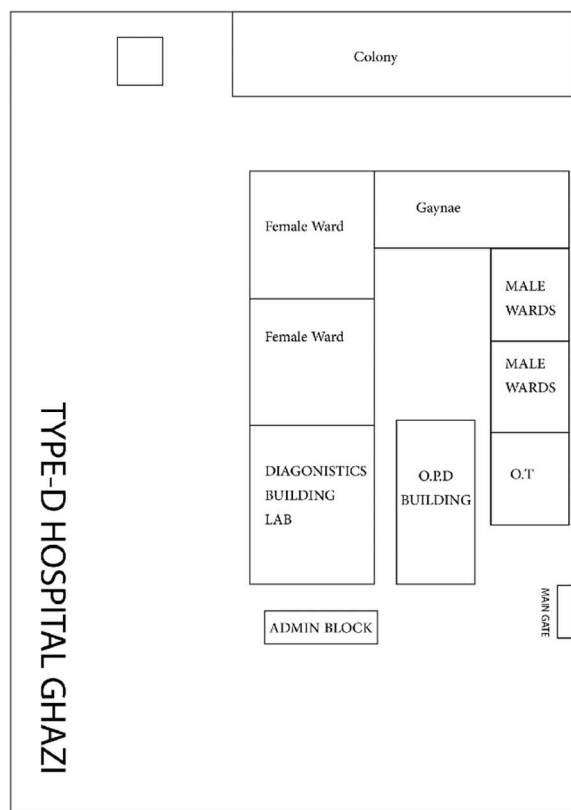 Colony
Gaynae
Female Ward
MALE
WARDS
Female Ward
MALE
WARDS
DIAGONISTICS
BUILDING
LAB
O.P.D
BUILDING
O.T
MAIN GATE
ADMIN BLOCK
TYPE-D HOSPITAL GHAZI